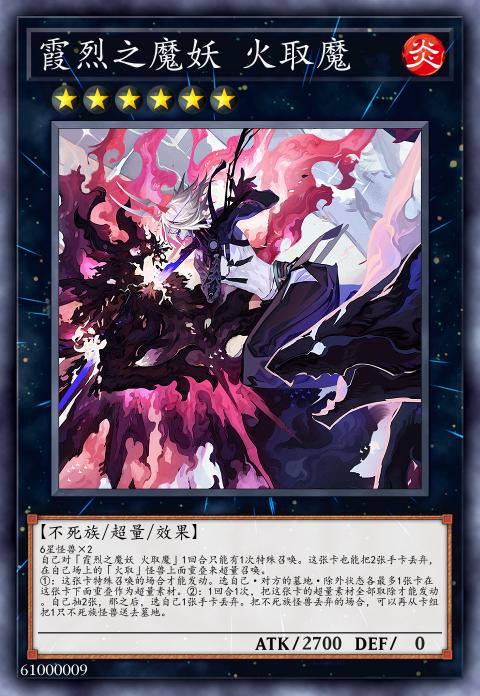 霞烈之魔妖 火取魔
炎
【不死族/超量/效果】
6星怪兽×2
自己对「霞烈之魔妖 火取魔」1回合只能有1次特殊召唤。这张卡也能把2张手卡丢弃，
在自己场上的「火取」怪兽上面重叠来超量召唤。
①：这张卡特殊召唤的场合才能发动。选自己·对方的墓地·除外状态各最多1张卡在
这张卡下面重叠作为超量素材。②：1回合1次，把这张卡的超量素材全部取除才能发动
。自己抽2张，那之后，选自己1张手卡丢弃。把不死族怪兽丢弃的场合，可以再从卡组
把1只不死族怪兽送去墓地。
ATK/2700 DEF/ 0
61000009